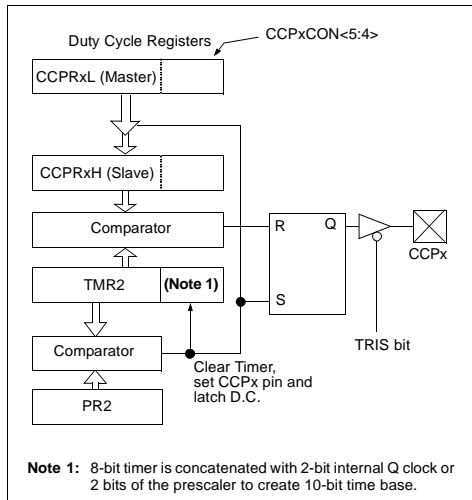 Duty Cycle Registers
CCPxCON<5:4>
CCPRxL (Master)
CCPRxH (Slave)
Comparator
R
Q
CCPx
TMR2
(Note 1)
S
TRIS bit
Comparator
Clear Timer,
set CCPx pin and
latch D.C.
PR2
Note 1: 8-bit timer is concatenated with 2-bit internal Q clock or
2 bits of the prescaler to create 10-bit time base.